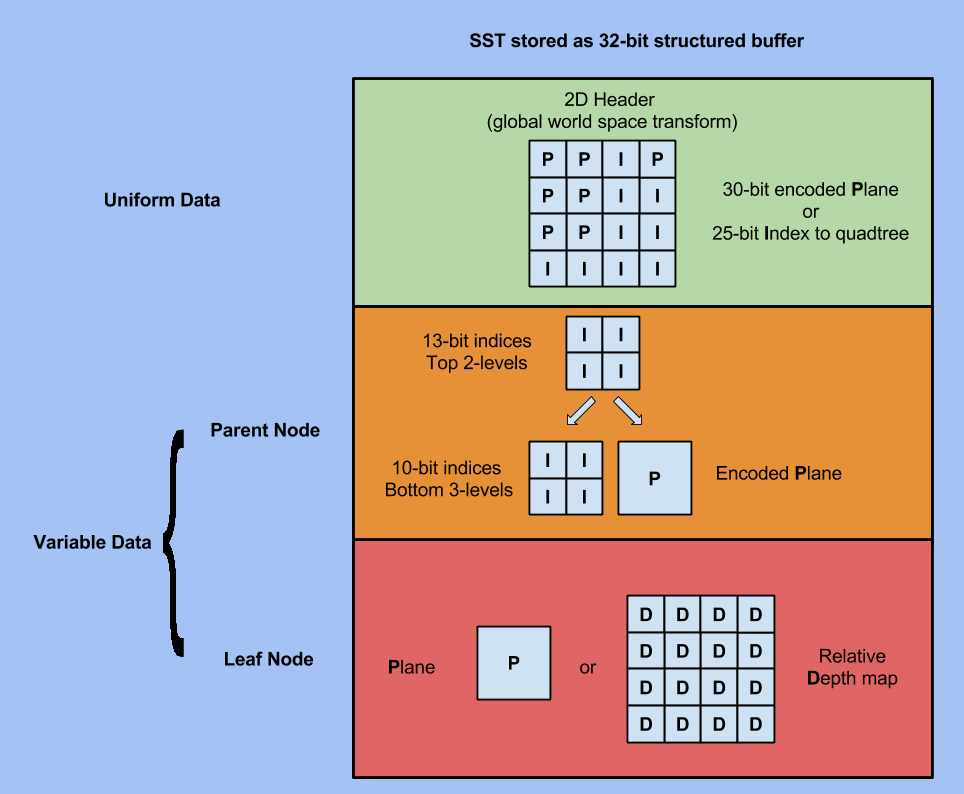 SST stored as 32-bit structured buffer
2D Header
(global world space transform)
P P I P
P P I I
P P I I
I I I I
Uniform Data
30-bit encoded Plane
or
25-bit Index to quadtree
13-bit indices
Top 2-levels
I I
I I
Parent Node
10-bit indices
Bottom 3-levels
I I
I I
P
Encoded Plane
Variable Data
Leaf Node
Plane
P
or
D D D D
D D D D
D D D D
D D D D
Relative
Depth map